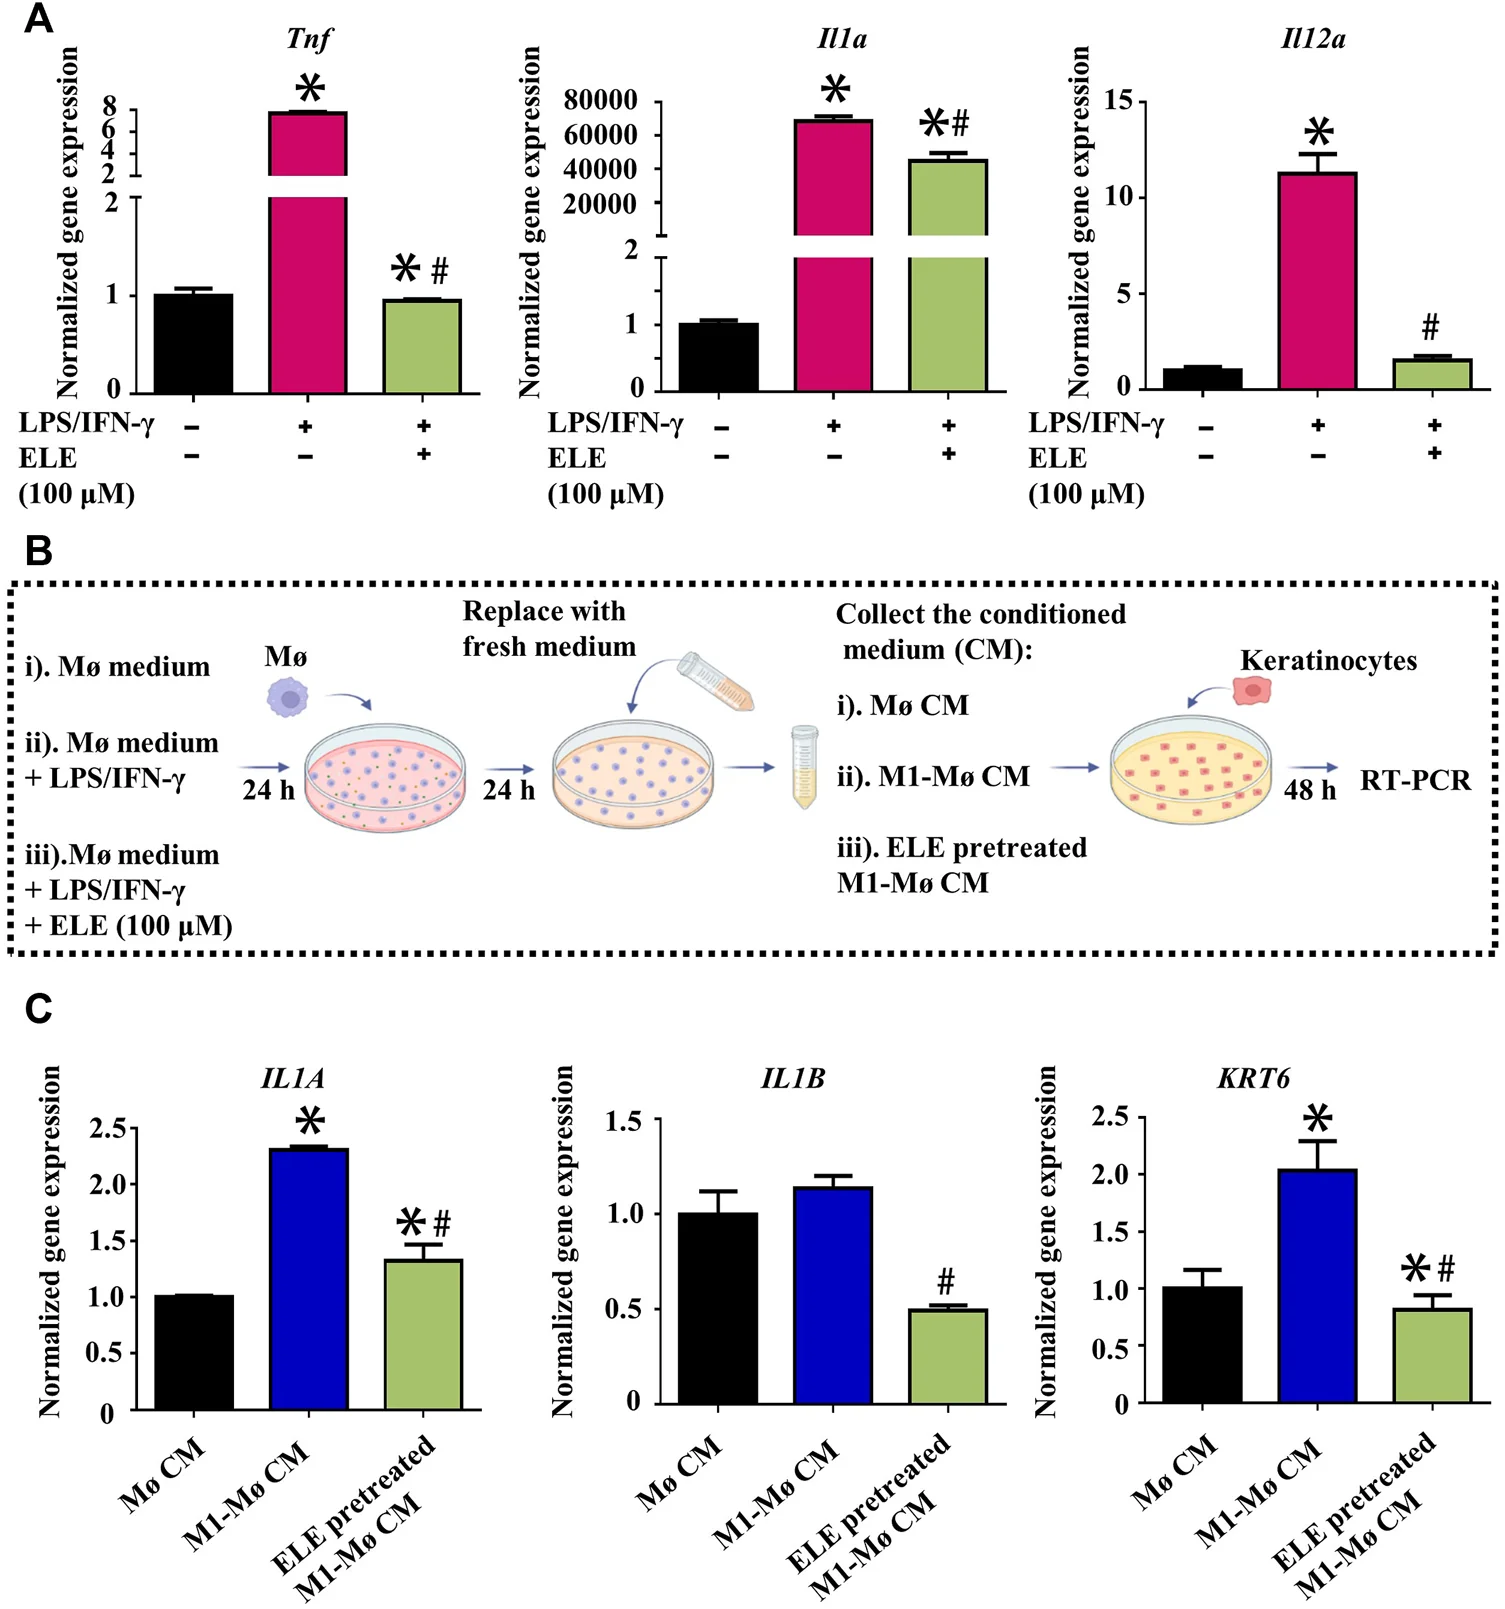 A
Tnf
Normalized gene expression
8
6
4
2
2
1
0
* 
* #
LPS/IFN-γ – + +
ELE – – +
(100 µM)
Il1a
Normalized gene expression
80000
60000
40000
20000
2
1
0
*
*#
LPS/IFN-γ – + +
ELE – – +
(100 µM)
Il12a
Normalized gene expression
15
10
5
0
*
#
LPS/IFN-γ – + +
ELE – – +
(100 µM)
B
i). Mø medium
ii). Mø medium
+ LPS/IFN-γ
iii).Mø medium
+ LPS/IFN-γ
+ ELE (100 µM)
24 h
Mø
24 h
Replace with
fresh medium
Collect the conditioned
medium (CM):
i). Mø CM
ii). M1-Mø CM
iii). ELE pretreated
M1-Mø CM
Keratinocytes
48 h
RT-PCR
C
IL1A
Normalized gene expression
2.5
2.0
1.5
1.0
0.5
0
*
* #
Mø CM
M1-Mø CM
ELE pretreated
M1-Mø CM
IL1B
Normalized gene expression
1.5
1.0
0.5
0
#
Mø CM
M1-Mø CM
ELE pretreated
M1-Mø CM
KRT6
Normalized gene expression
2.5
2.0
1.5
1.0
0.5
0
*
* #
Mø CM
M1-Mø CM
ELE pretreated
M1-Mø CM